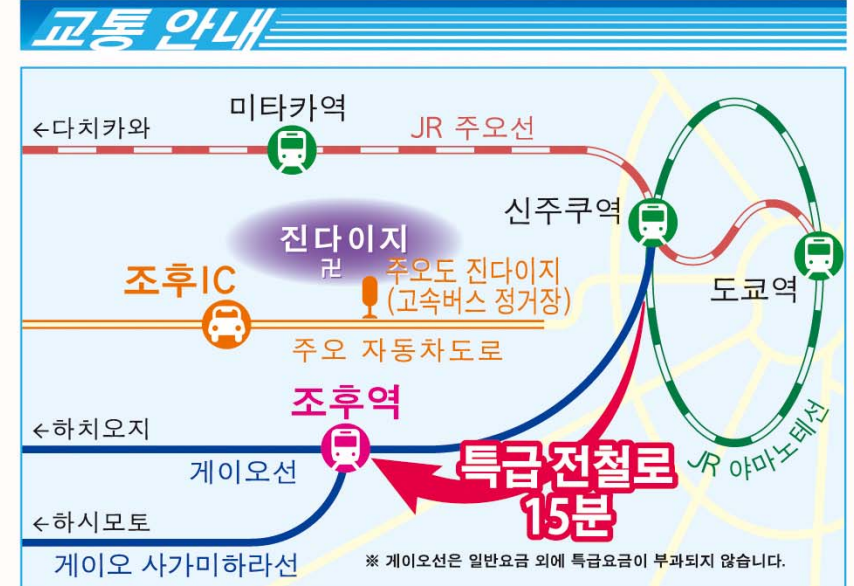 교통 안내
미타카역
←다치카와
JR 주오선
신주쿠역
진다이지
卍
조후IC
주오도 진다이지
(고속버스 정거장)
도쿄역
주오 자동차도로
조후역
←하치오지
게이오선
특급 전철로
15분
JR 야마노테선
←하시모토
게이오 사가미하라선
※ 게이오선은 일반요금 외에 특급요금이 부과되지 않습니다.